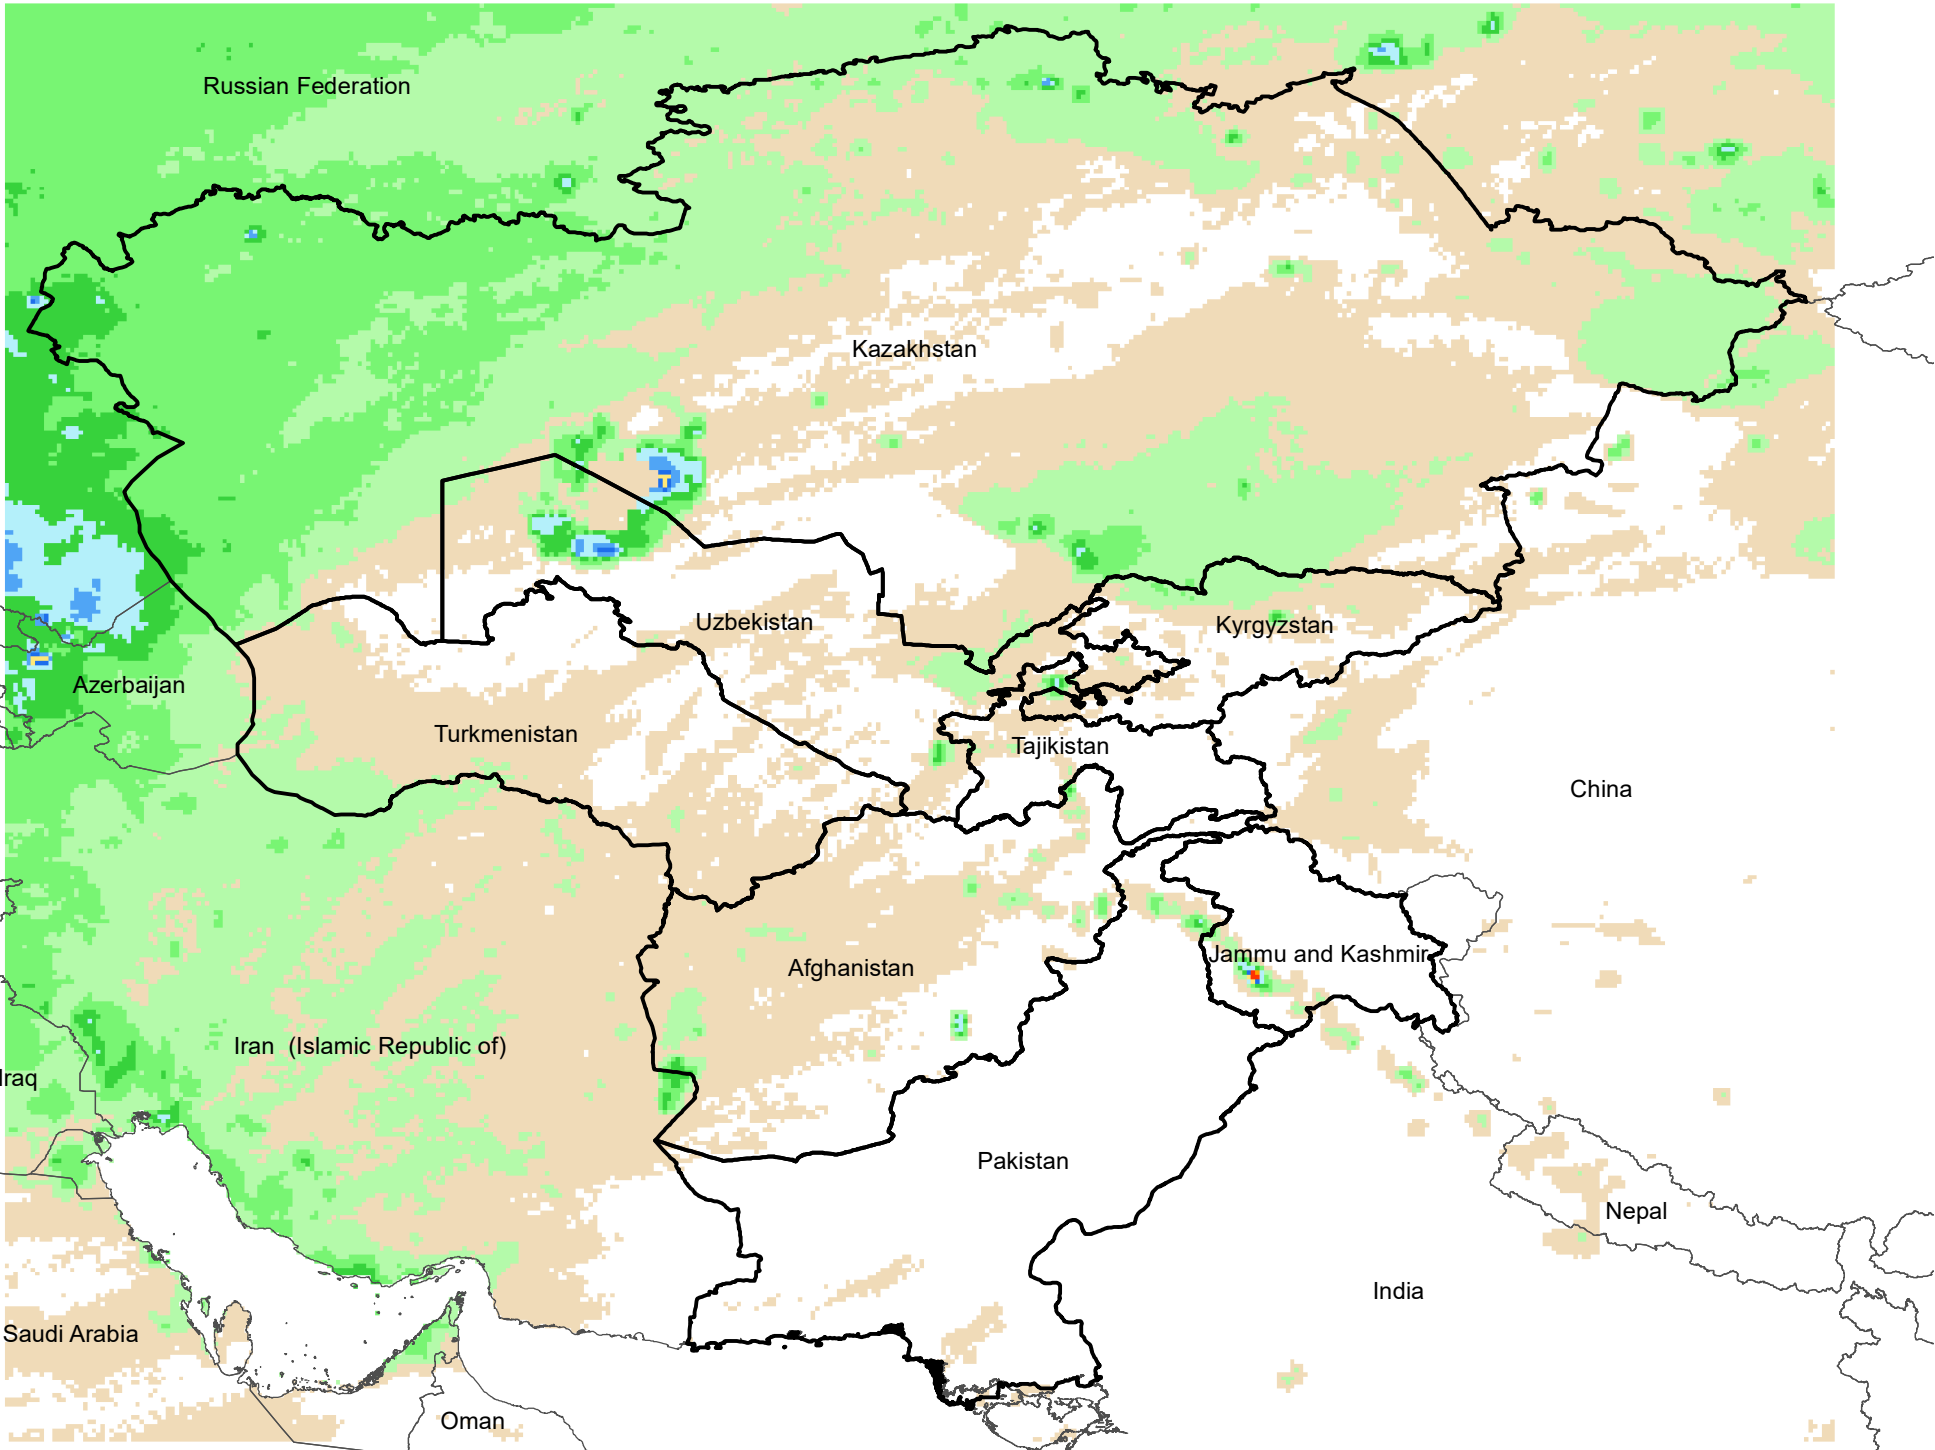 Russian Federation
Kazakhstan
Uzbekistan
Kyrgyzstan
Azerbaijan
Turkmenistan
Tajikistan
China
Jammu and Kashmir
Afghanistan
Iran  (Islamic Republic of)
Iraq
Pakistan
Nepal
India
Saudi Arabia
Oman